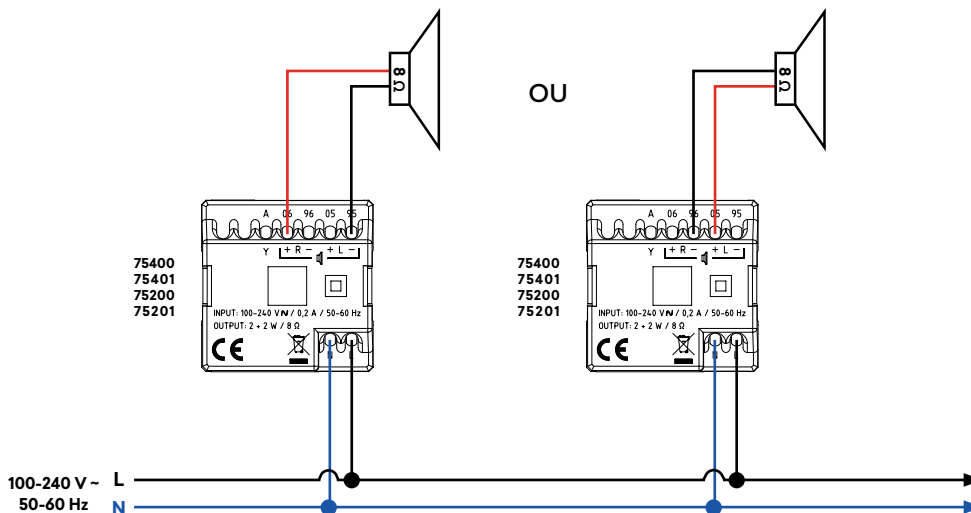 8 Ω
OU
8 Ω
A 06 96 05 95
Y + R - + L -
75400
75401
75200
75201
INPUT: 100-240 V~ / 0,2 A / 50-60 Hz
OUTPUT: 2 + 2 W / 8 Ω
CE
N L
A 06 96 05 95
Y + R - + L -
75400
75401
75200
75201
INPUT: 100-240 V~ / 0,2 A / 50-60 Hz
OUTPUT: 2 + 2 W / 8 Ω
CE
N L
100-240 V ~ L
50-60 Hz N